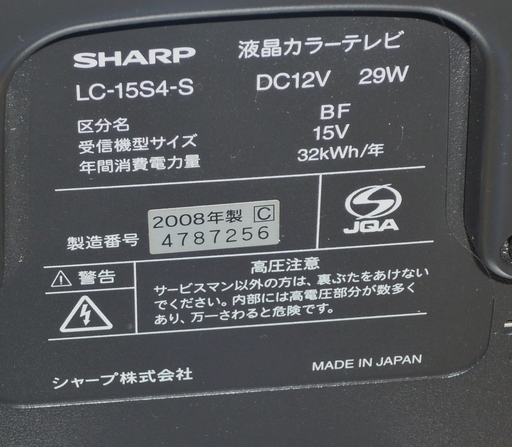 SHARP 液晶カラーテレビ
LC-15S4-S DC12V 29W
区分名 BF
受信機型サイズ 15V
年間消費電力量 32kWh/年
2008年製 C
製造番号 4787256
JQA
警告
高圧注意
サービスマン以外の方は、裏ぶたをあけない
でください。内部には高電圧部分が数多く
あり、万一さわると危険です。
シャープ株式会社 MADE IN JAPAN